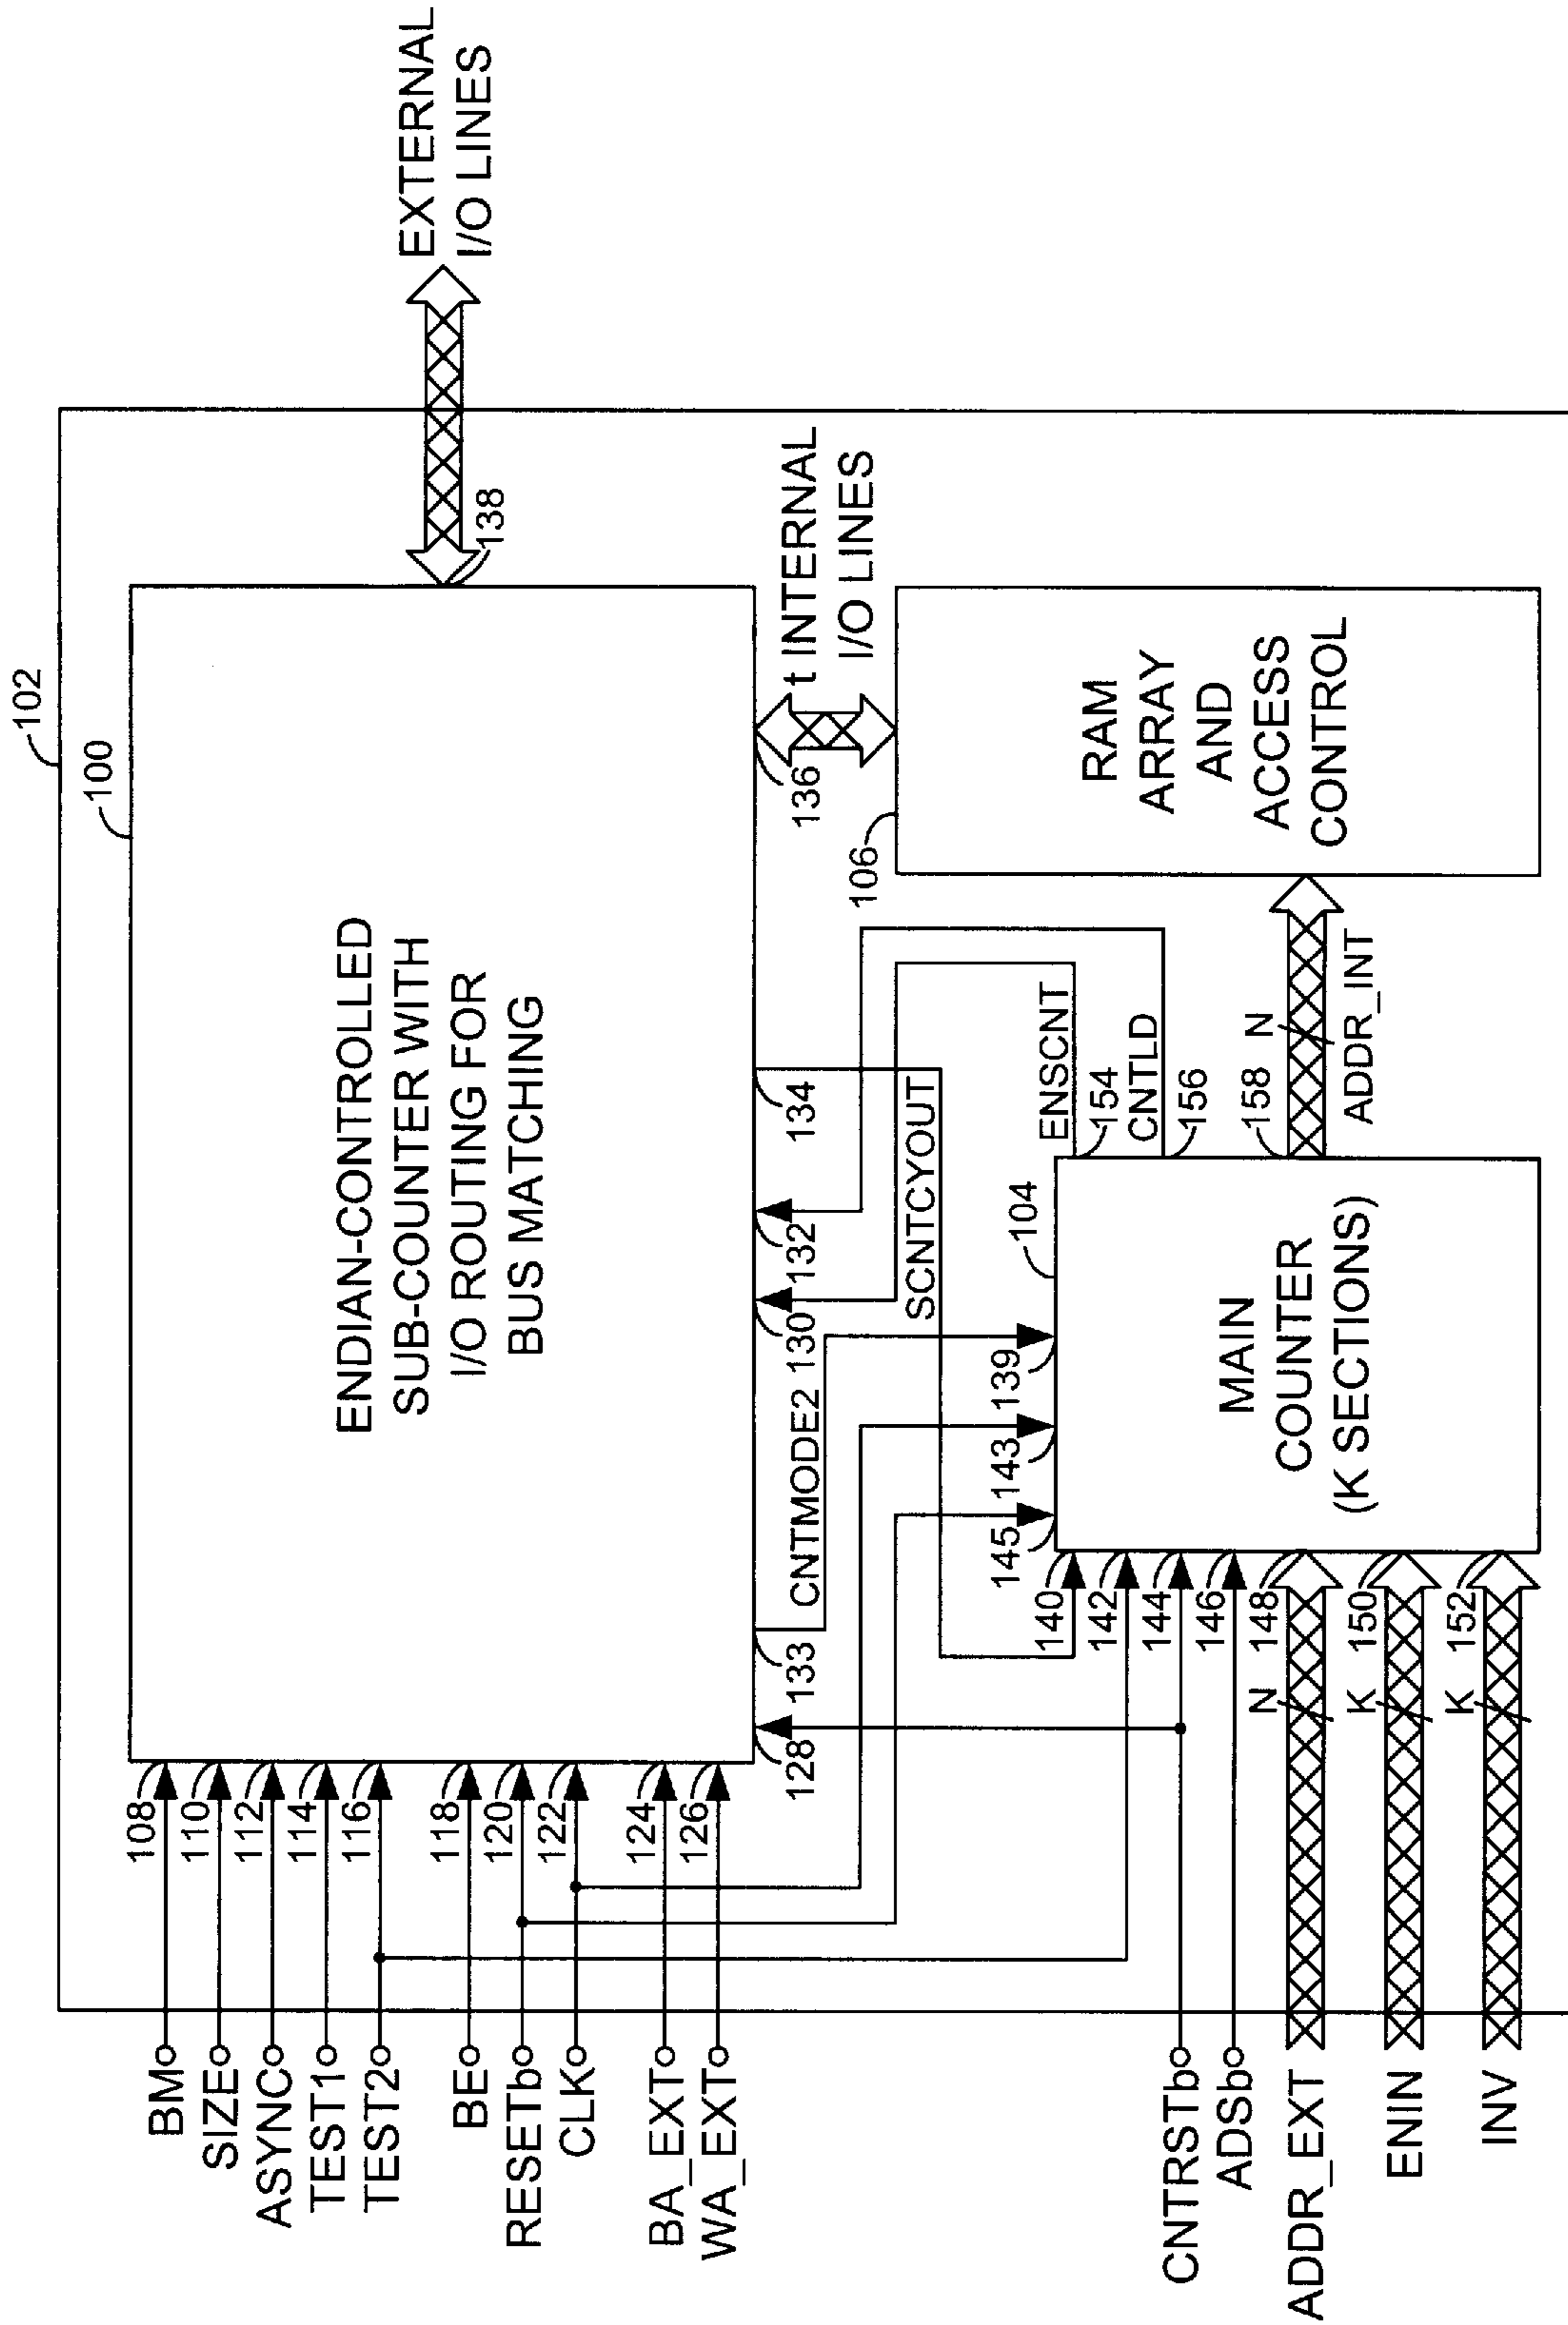 102
100
ENDIAN-CONTROLLED
SUB-COUNTER WITH
I/O ROUTING FOR
BUS MATCHING
EXTERNAL
I/O LINES
138
BM
108
SIZE
110
ASYNC
112
TEST1
114
TEST2
116
BE
118
RESETb
120
CLK
122
BA_EXT
124
WA_EXT
126
128
133
CNTMODE2
130
132
134
136
t INTERNAL
I/O LINES
SCNTCYOUT
ENSCNT
154
CNTLD
156
106
RAM
ARRAY
AND
ACCESS
CONTROL
104
145
143
139
MAIN
COUNTER
(K SECTIONS)
140
142
CNTRSTb
144
ADSb
146
ADDR_EXT
N
148
ENIN
K
150
INV
K
152
158
N
ADDR_INT